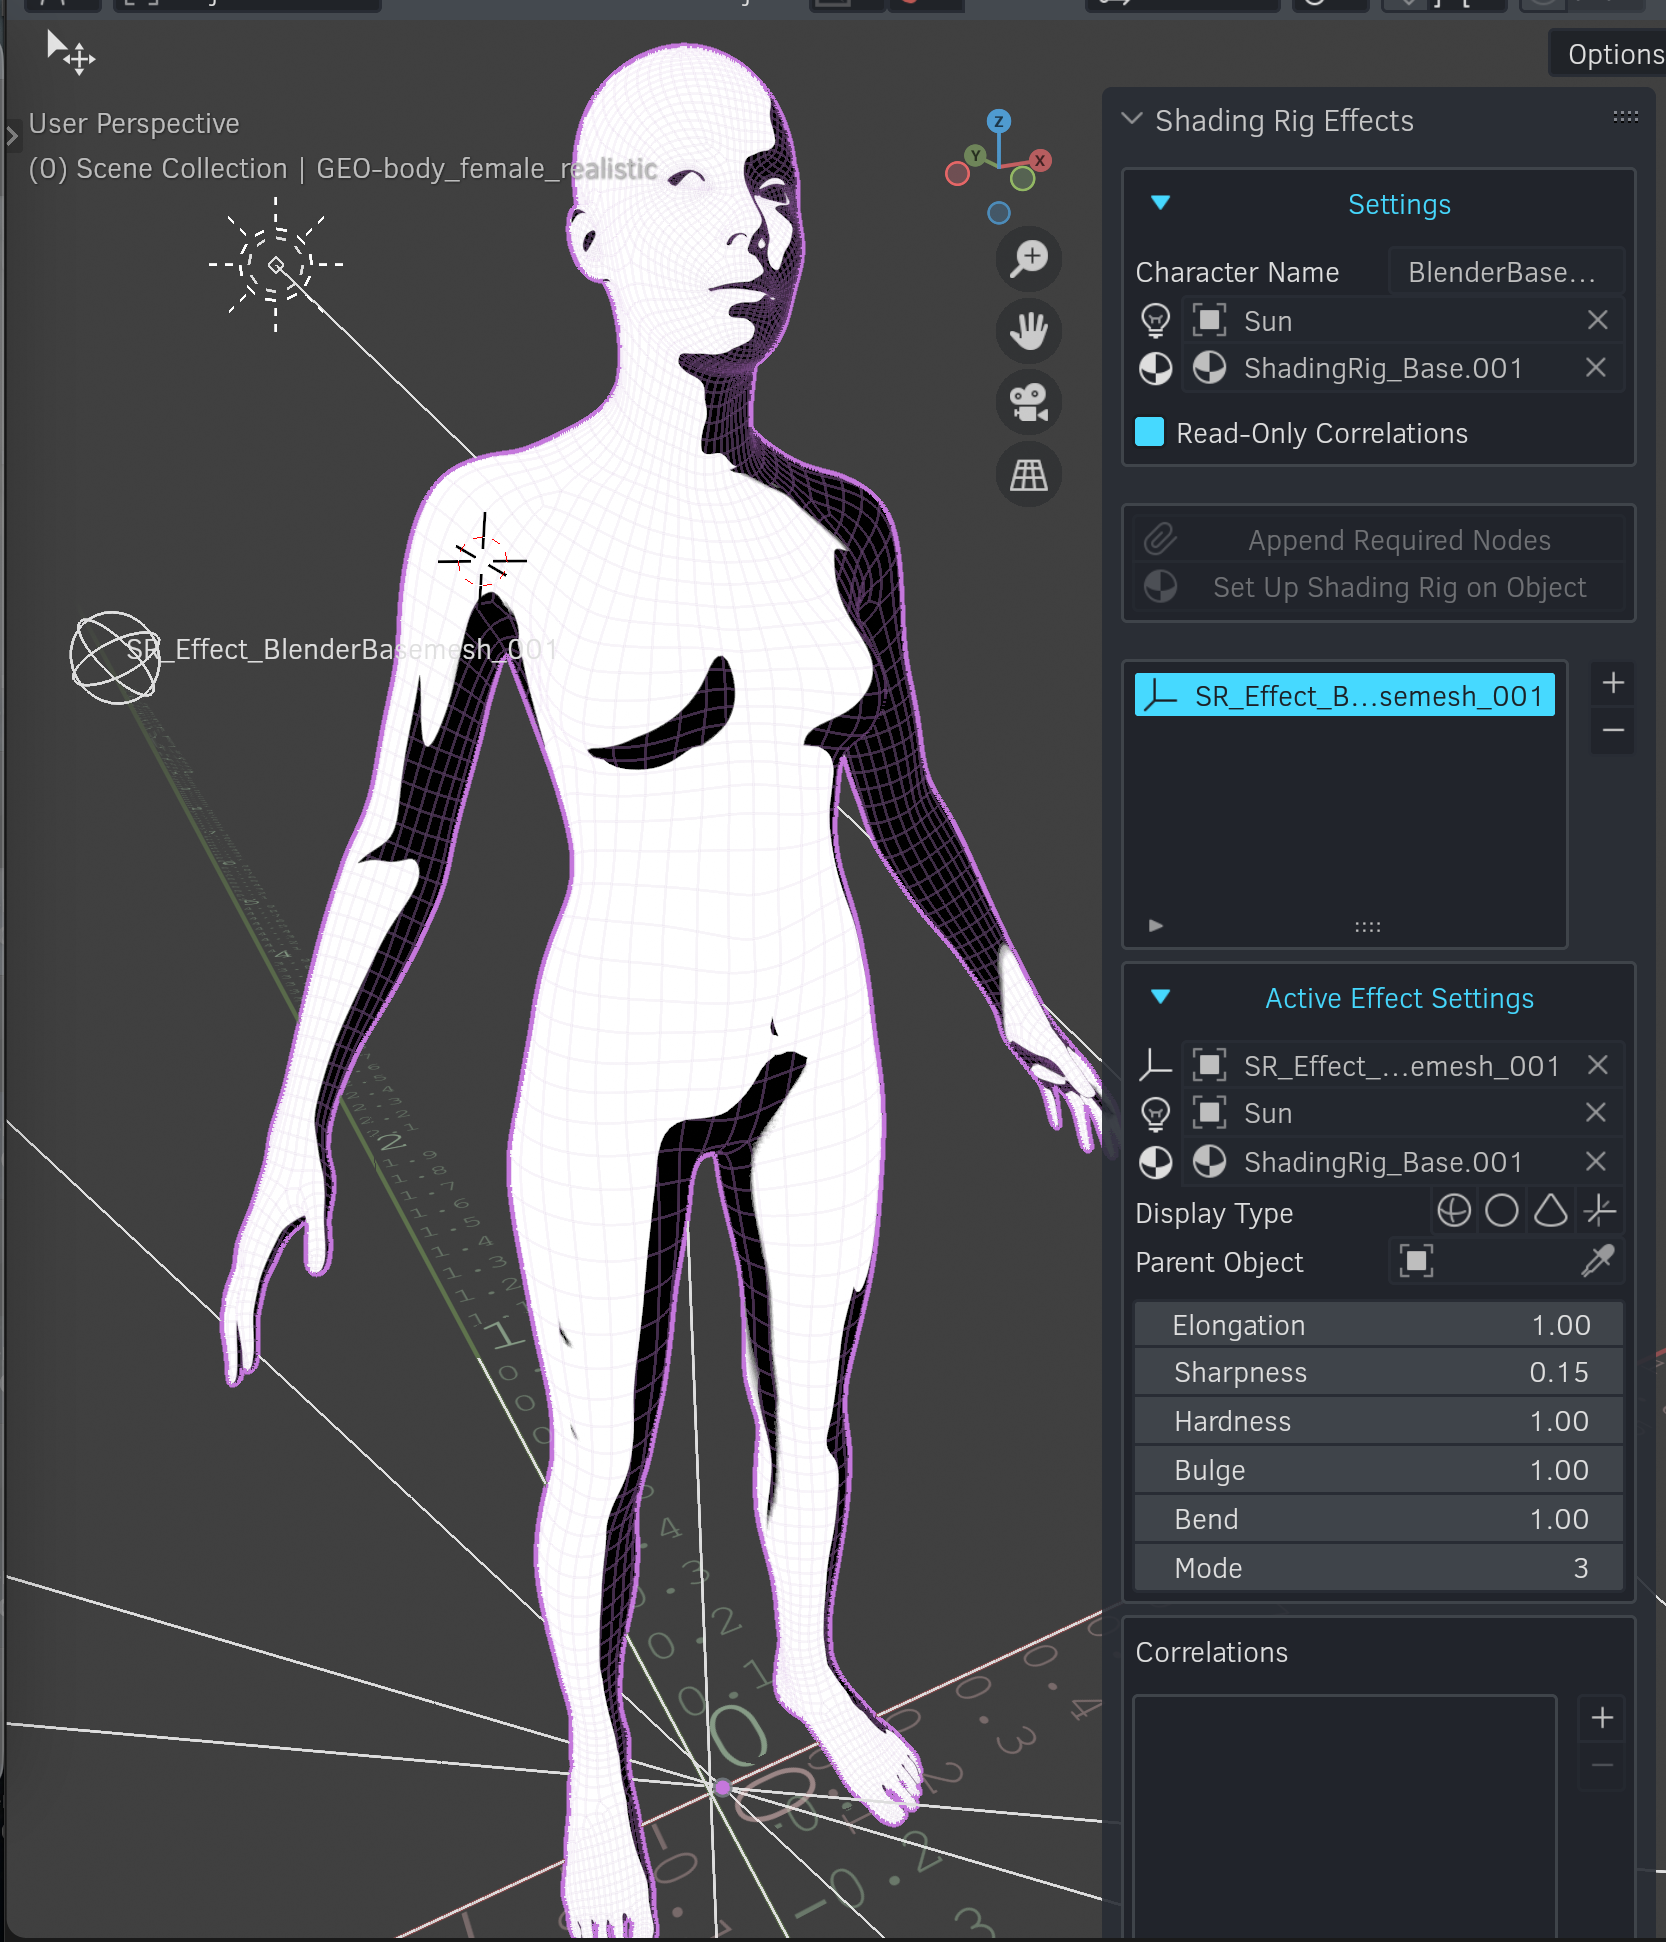 Options
User Perspective
(0) Scene Collection | GEO-body_female_realistic
Z
Y
X
SR_Effect_BlenderBasemesh_001
Shading Rig Effects
Settings
Character Name
BlenderBase...
Sun
ShadingRig_Base.001
Read-Only Correlations
Append Required Nodes
Set Up Shading Rig on Object
SR_Effect_B...semesh_001
Active Effect Settings
SR_Effect_...emesh_001
Sun
ShadingRig_Base.001
Display Type
Parent Object
Elongation 1.00
Sharpness 0.15
Hardness 1.00
Bulge 1.00
Bend 1.00
Mode 3
Correlations